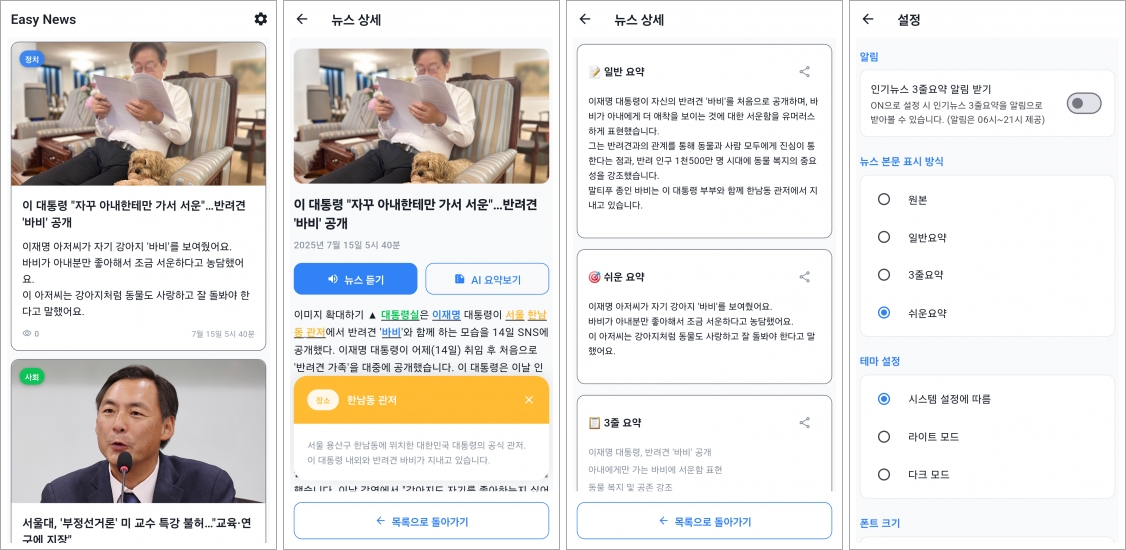 Easy News
정치
이 대통령 "자꾸 아내한테만 가서 서운"…반려견
'바비' 공개
이재명 아저씨가 자기 강아지 '바비'를 보여줬어요.
바비가 아내분만 좋아해서 조금 서운하다고 농담했어
요.
이 아저씨는 강아지처럼 동물도 사랑하고 잘 돌봐야 한
다고 말했어요.
0
7월 15일 5시 40분
사회
서울대, '부정선거론' 미 교수 특강 불허…"교육·연
구에 지장"
뉴스 상세
이 대통령 "자꾸 아내한테만 가서 서운"…반려견
'바비' 공개
2025년 7월 15일 5시 40분
뉴스 듣기
AI 요약보기
이미지 확대하기 ▲ 대통령실은 이재명 대통령이 서울 한남
동 관저에서 반려견 '바비'와 함께 하는 모습을 14일 SNS에
공개했다. 이재명 대통령이 어제(14일) 취임 후 처음으로
'반려견 가족'을 대중에 공개했습니다. 이 대통령은 이날 인
장소
한남동 관저
서울 용산구 한남동에 위치한 대한민국 대통령의 공식 관저.
이 대통령 내외와 반려견 바비가 지내고 있습니다.
목록으로 돌아가기
뉴스 상세
📝 일반 요약
이재명 대통령이 자신의 반려견 '바비'를 처음으로 공개하며, 바
비가 아내에게 더 애착을 보이는 것에 대한 서운함을 유머러스
하게 표현했습니다.
그는 반려견과의 관계를 통해 동물과 사람 모두에게 진심이 통
한다는 점과, 반려 인구 1천500만 명 시대에 동물 복지의 중요
성을 강조했습니다.
말티푸 종인 바비는 이 대통령 부부와 함께 한남동 관저에서 지
내고 있습니다.
🎯 쉬운 요약
이재명 아저씨가 자기 강아지 '바비'를 보여줬어요.
바비가 아내분만 좋아해서 조금 서운하다고 농담했어요.
이 아저씨는 강아지처럼 동물도 사랑하고 잘 돌봐야 한다고 말
했어요.
📋 3줄 요약
이재명 대통령, 반려견 '바비' 공개
아내에게만 가는 바비에 서운함 표현
동물 복지 및 공존 강조
목록으로 돌아가기
설정
알림
인기뉴스 3줄요약 알림 받기
ON으로 설정 시 인기뉴스 3줄요약을 알림으로
받아볼 수 있습니다. (알림은 06시~21시 제공)
뉴스 본문 표시 방식
원본
일반요약
3줄요약
쉬운요약
테마 설정
시스템 설정에 따름
라이트 모드
다크 모드
폰트 크기